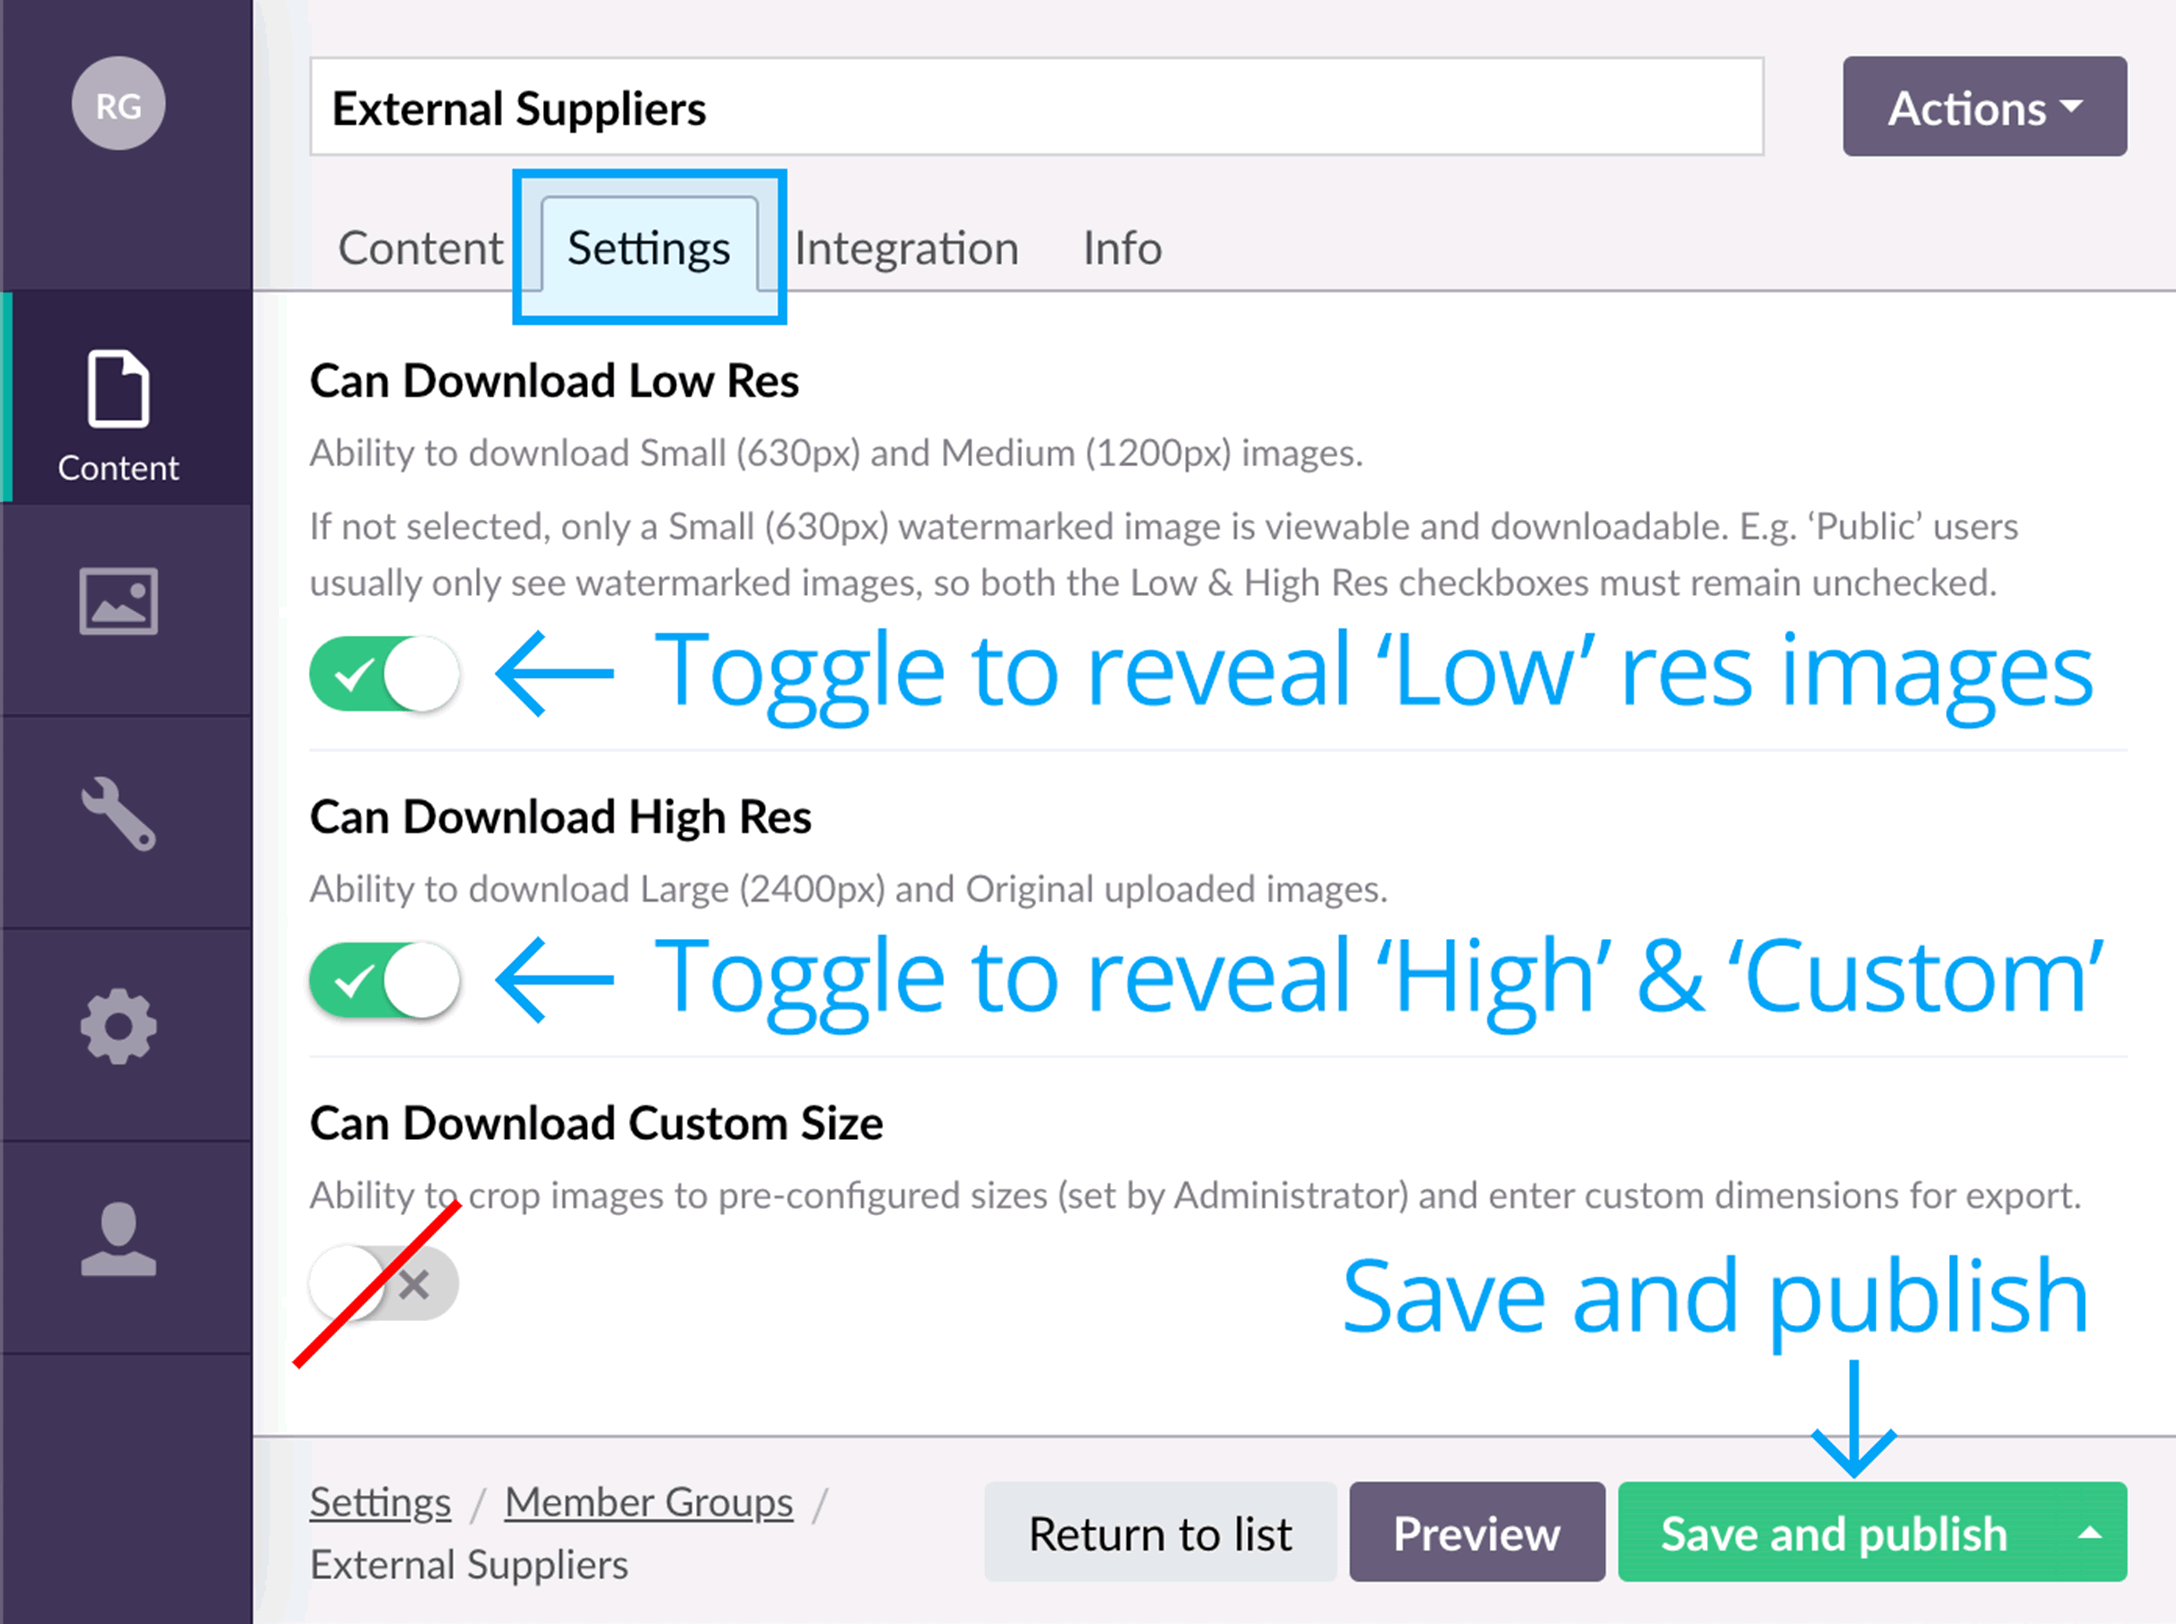 RG
External Suppliers
Actions
Content Settings Integration Info
Content
Can Download Low Res
Ability to download Small (630px) and Medium (1200px) images.
If not selected, only a Small (630px) watermarked image is viewable and downloadable. E.g. ‘Public’ users
usually only see watermarked images, so both the Low & High Res checkboxes must remain unchecked.
Toggle to reveal ‘Low’ res images
Can Download High Res
Ability to download Large (2400px) and Original uploaded images.
Toggle to reveal ‘High’ & ‘Custom’
Can Download Custom Size
Ability to crop images to pre-configured sizes (set by Administrator) and enter custom dimensions for export.
Save and publish
Settings / Member Groups /
External Suppliers
Return to list
Preview
Save and publish